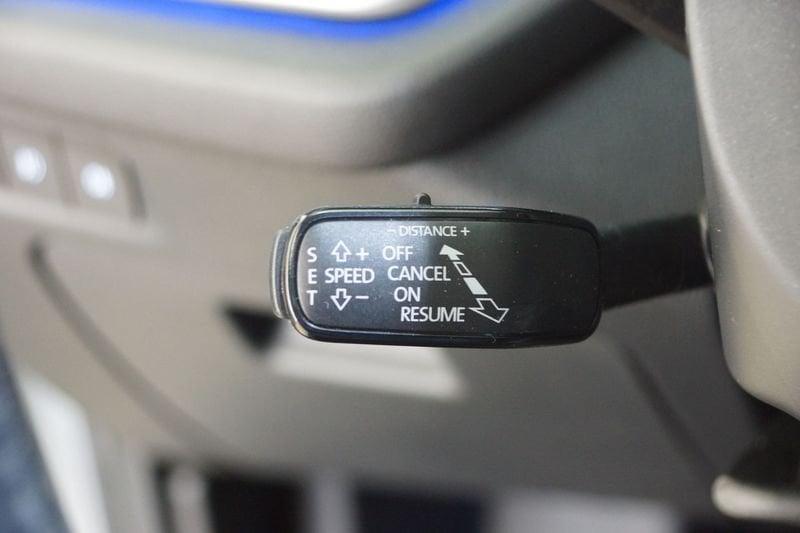 − DISTANCE +
S + OFF
E SPEED CANCEL
T − ON
RESUME